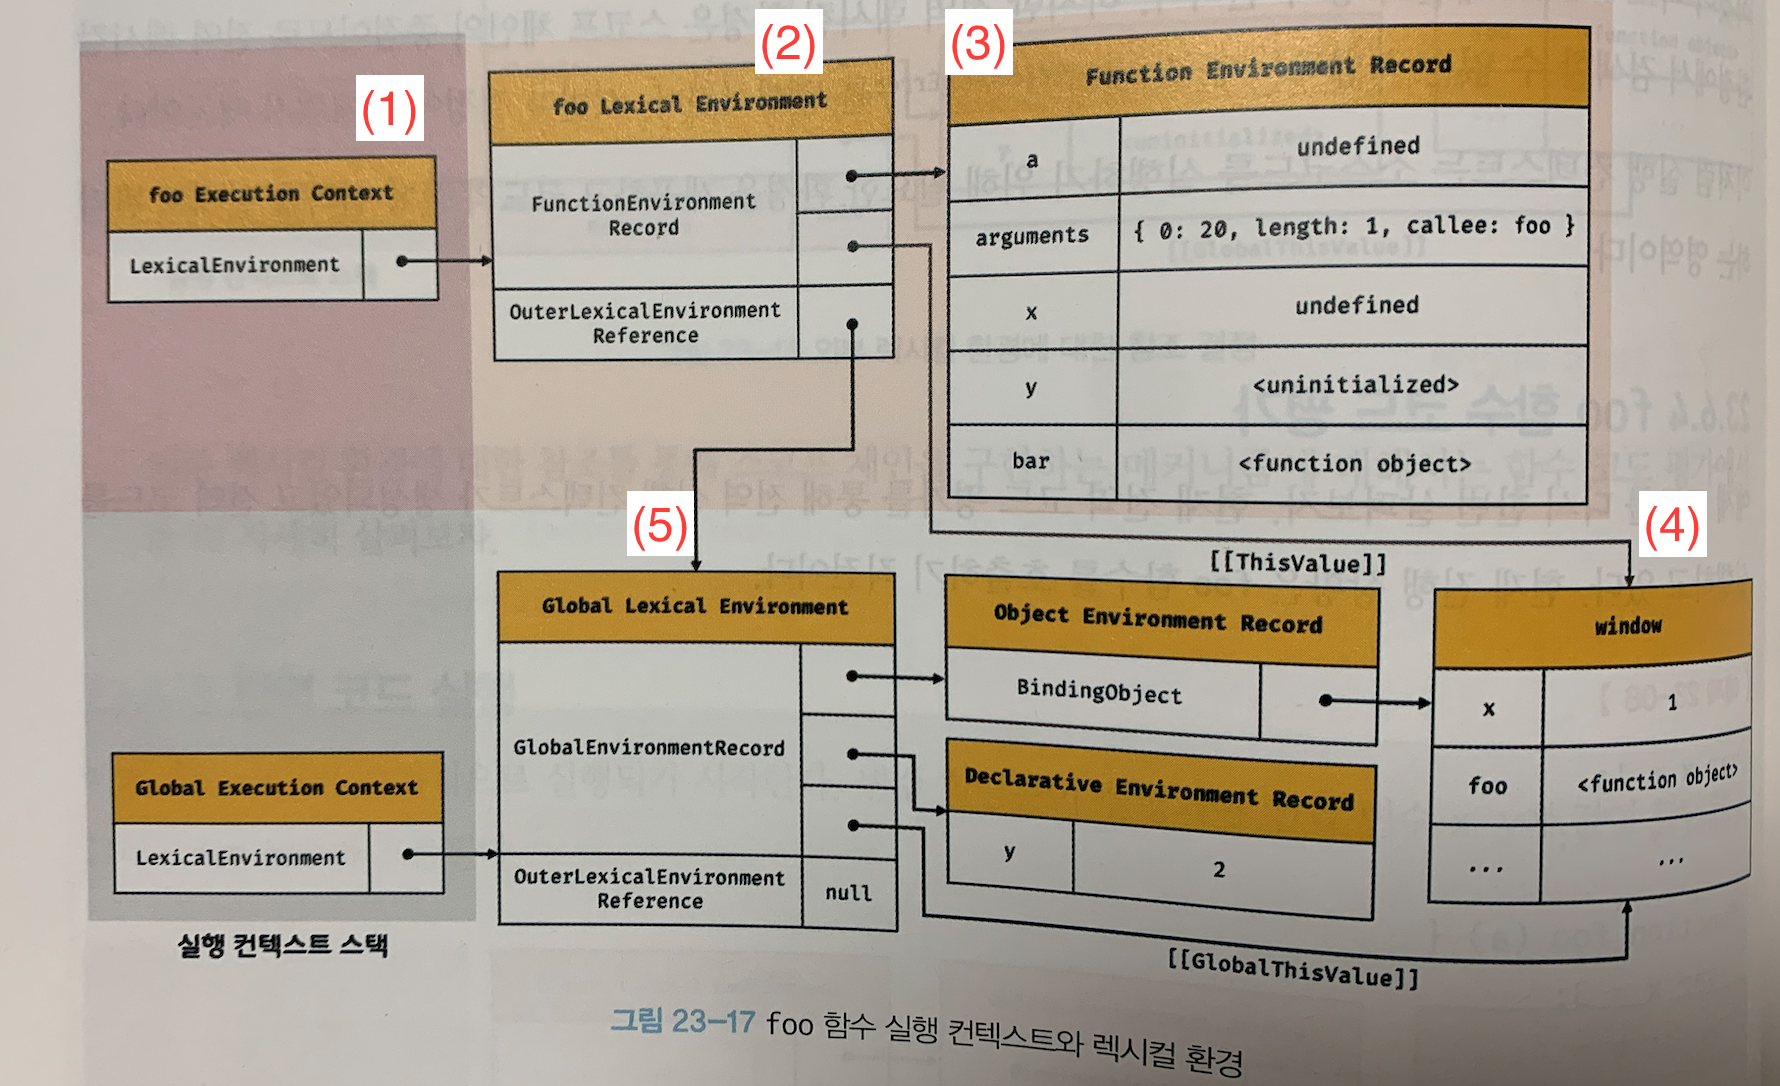 (1)
foo Execution Context
LexicalEnvironment
(2)
foo Lexical Environment
FunctionEnvironment
Record
OuterLexicalEnvironment
Reference
(3)
Function Environment Record
a undefined
arguments { 0: 20, length: 1, callee: foo }
x undefined
y <uninitialized>
bar <function object>
(4)
[[ThisValue]]
(5)
Global Lexical Environment
GlobalEnvironmentRecord
OuterLexicalEnvironment
Reference
null
Object Environment Record
BindingObject
Declarative Environment Record
y 2
window
x 1
foo <function object>
... ...
[[GlobalThisValue]]
Global Execution Context
LexicalEnvironment
실행 컨텍스트 스택
그림 23-17 foo 함수 실행 컨텍스트와 렉시컬 환경